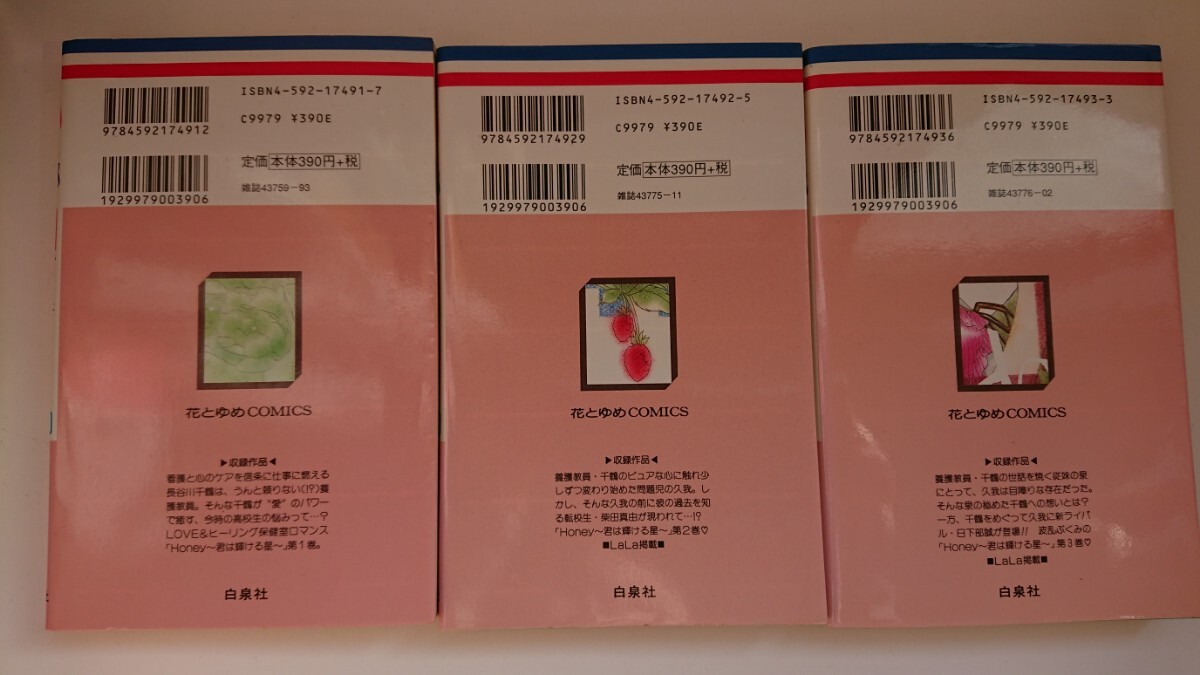 ISBN4-592-17491-7
9784592174912
C9979 ¥390E
定価 本体390円+税
雑誌43759-93
1929979003906
花とゆめCOMICS
▶収録作品◀
看護と心のケアを信条に仕事に燃える
長谷川千鶴は、うんと頼りない(!?)養
護教員。そんな千鶴が“愛”のパワー
で癒す、今時の高校生の悩みって…?
LOVE&ヒーリング保健室ロマンス
「Honey〜君は輝ける星〜」第1巻。
白泉社
ISBN4-592-17492-5
9784592174929
C9979 ¥390E
定価 本体390円+税
雑誌43775-11
1929979003906
花とゆめCOMICS
▶収録作品◀
養護教員・千鶴のピュアな心に触れ少
しずつ変わり始めた問題児の久我。し
かし、そんな久我の前に彼の過去を知
る転校生・柴田真由が現われて…!?
「Honey〜君は輝ける星〜」第2巻♡
■LaLa掲載■
白泉社
ISBN4-592-17493-3
9784592174936
C9979 ¥390E
定価 本体390円+税
雑誌43776-02
1929979003906
花とゆめCOMICS
▶収録作品◀
養護教員・千鶴の世話を焼く従妹の泉
にとって、久我は目障りな存在だった。
そんな泉の秘めた千鶴への想いとは?
一方、千鶴をめぐって久我に新ライバ
ル・日下部誠が登場!! 波乱ぶくみの
「Honey〜君は輝ける星〜」第3巻♡
■LaLa掲載■
白泉社